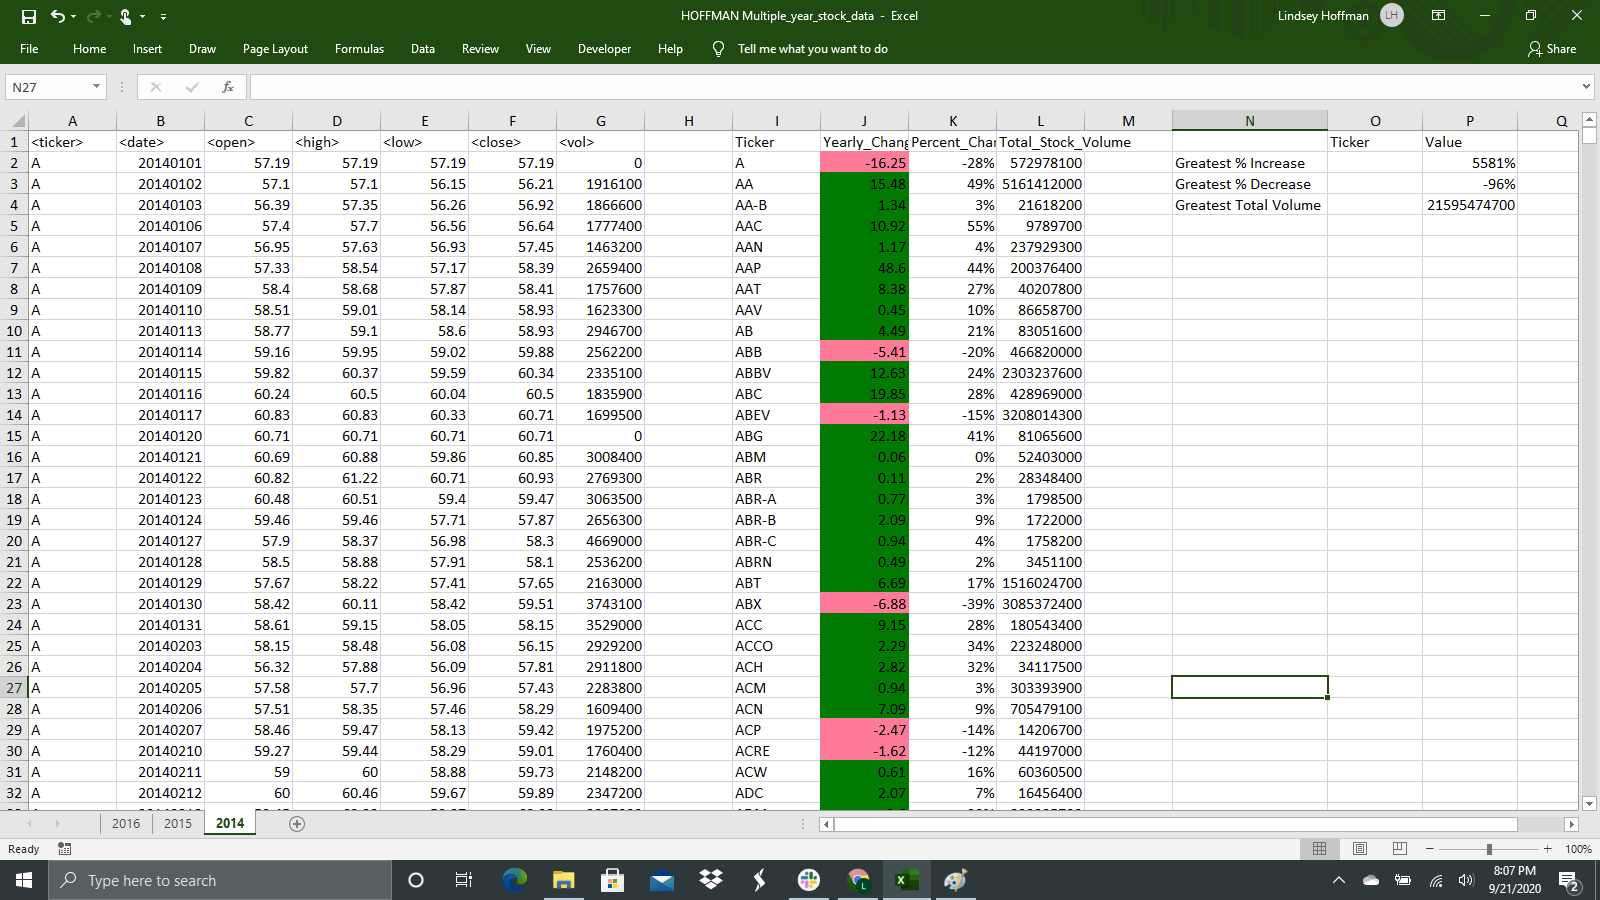 HOFFMAN Multiple_year_stock_data - Excel
Lindsey Hoffman LH
File Home Insert Draw Page Layout Formulas Data Review View Developer Help Tell me what you want to do Share
N27 fx
A B C D E F G H I J K L M N O P Q
1 <ticker> <date> <open> <high> <low> <close> <vol> Ticker Yearly_Chang Percent_Chai Total_Stock_Volume Ticker Value
2 A 20140101 57.19 57.19 57.19 57.19 0 A -16.25 -28% 572978100 Greatest % Increase 5581%
3 A 20140102 57.1 57.1 56.15 56.21 1916100 AA 15.48 49% 5161412000 Greatest % Decrease -96%
4 A 20140103 56.39 57.35 56.26 56.92 1866600 AA-B 1.34 3% 21618200 Greatest Total Volume 21595474700
5 A 20140106 57.4 57.7 56.56 56.64 1777400 AAC 10.92 55% 9789700
6 A 20140107 56.95 57.63 56.93 57.45 1463200 AAN 1.17 4% 237929300
7 A 20140108 57.33 58.54 57.17 58.39 2659400 AAP 48.6 44% 200376400
8 A 20140109 58.4 58.68 57.87 58.41 1757600 AAT 8.38 27% 40207800
9 A 20140110 58.51 59.01 58.14 58.93 1623300 AAV 0.45 10% 86658700
10 A 20140113 58.77 59.1 58.6 58.93 2946700 AB 4.49 21% 83051600
11 A 20140114 59.16 59.95 59.02 59.88 2562200 ABB -5.41 -20% 466820000
12 A 20140115 59.82 60.37 59.59 60.34 2335100 ABBV 12.63 24% 2303237600
13 A 20140116 60.24 60.5 60.04 60.5 1835900 ABC 19.85 28% 428969000
14 A 20140117 60.83 60.83 60.33 60.71 1699500 ABEV -1.13 -15% 3208014300
15 A 20140120 60.71 60.71 60.71 60.71 0 ABG 22.18 41% 81065600
16 A 20140121 60.69 60.88 59.86 60.85 3008400 ABM 0.06 0% 52403000
17 A 20140122 60.82 61.22 60.71 60.93 2769300 ABR 0.11 2% 28348400
18 A 20140123 60.48 60.51 59.4 59.47 3063500 ABR-A 0.77 3% 1798500
19 A 20140124 59.46 59.46 57.71 57.87 2656300 ABR-B 2.09 9% 1722000
20 A 20140127 57.9 58.37 56.98 58.3 4669000 ABR-C 0.94 4% 1758200
21 A 20140128 58.5 58.88 57.91 58.1 2536200 ABRN 0.49 2% 3451100
22 A 20140129 57.67 58.22 57.41 57.65 2163000 ABT 6.69 17% 1516024700
23 A 20140130 58.42 60.11 58.42 59.51 3743100 ABX -6.88 -39% 3085372400
24 A 20140131 58.61 59.15 58.05 58.15 3529000 ACC 9.15 28% 180543400
25 A 20140203 58.15 58.48 56.08 56.15 2929200 ACCO 2.29 34% 223248000
26 A 20140204 56.32 57.88 56.09 57.81 2911800 ACH 2.82 32% 34117500
27 A 20140205 57.58 57.7 56.96 57.43 2283800 ACM 0.94 3% 303393900
28 A 20140206 57.51 58.35 57.46 58.29 1609400 ACN 7.09 9% 705479100
29 A 20140207 58.46 59.47 58.13 59.42 1975200 ACP -2.47 -14% 14206700
30 A 20140210 59.27 59.44 58.29 59.01 1760400 ACRE -1.62 -12% 44197000
31 A 20140211 59 60 58.88 59.73 2148200 ACW 0.61 16% 60360500
32 A 20140212 60 60.46 59.67 59.89 2347200 ADC 2.07 7% 16456400
2016 2015 2014
Ready 100%
Type here to search
8:07 PM
9/21/2020
2